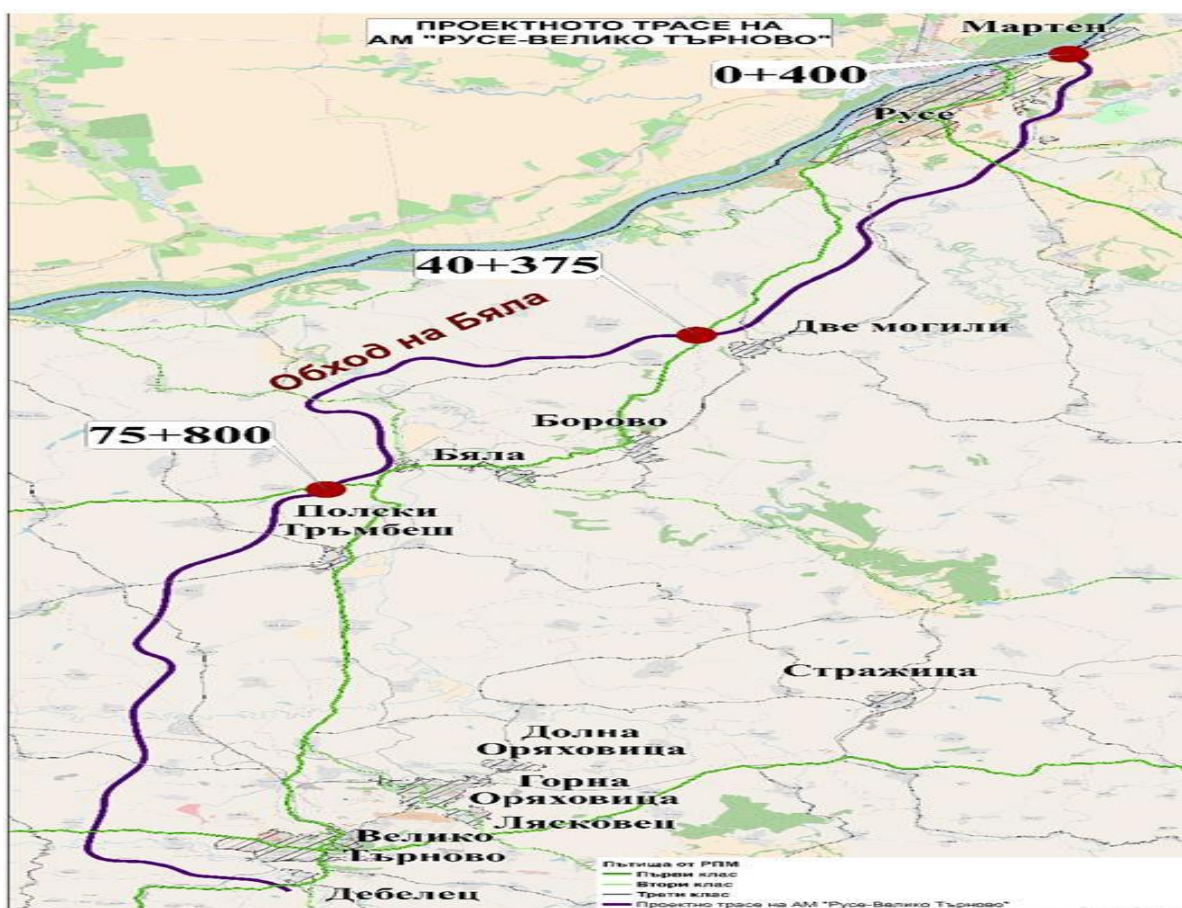 ПРОЕКТНОТО ТРАСЕ НА
АМ "РУСЕ-ВЕЛИКО ТЪРНОВО"
Мартен
0+400
Русе
40+375
Обход на Бяла
Две могили
Борово
75+800
Бяла
Полски
Тръмбеш
Стражица
Долна
Оряховица
Горна
Оряховица
Лясковец
Велико
Търново
Дебелец
Пътища от РПМ
Първи клас
Втори клас
Трети клас
Проектно трасе на АМ "Русе-Велико Търново"